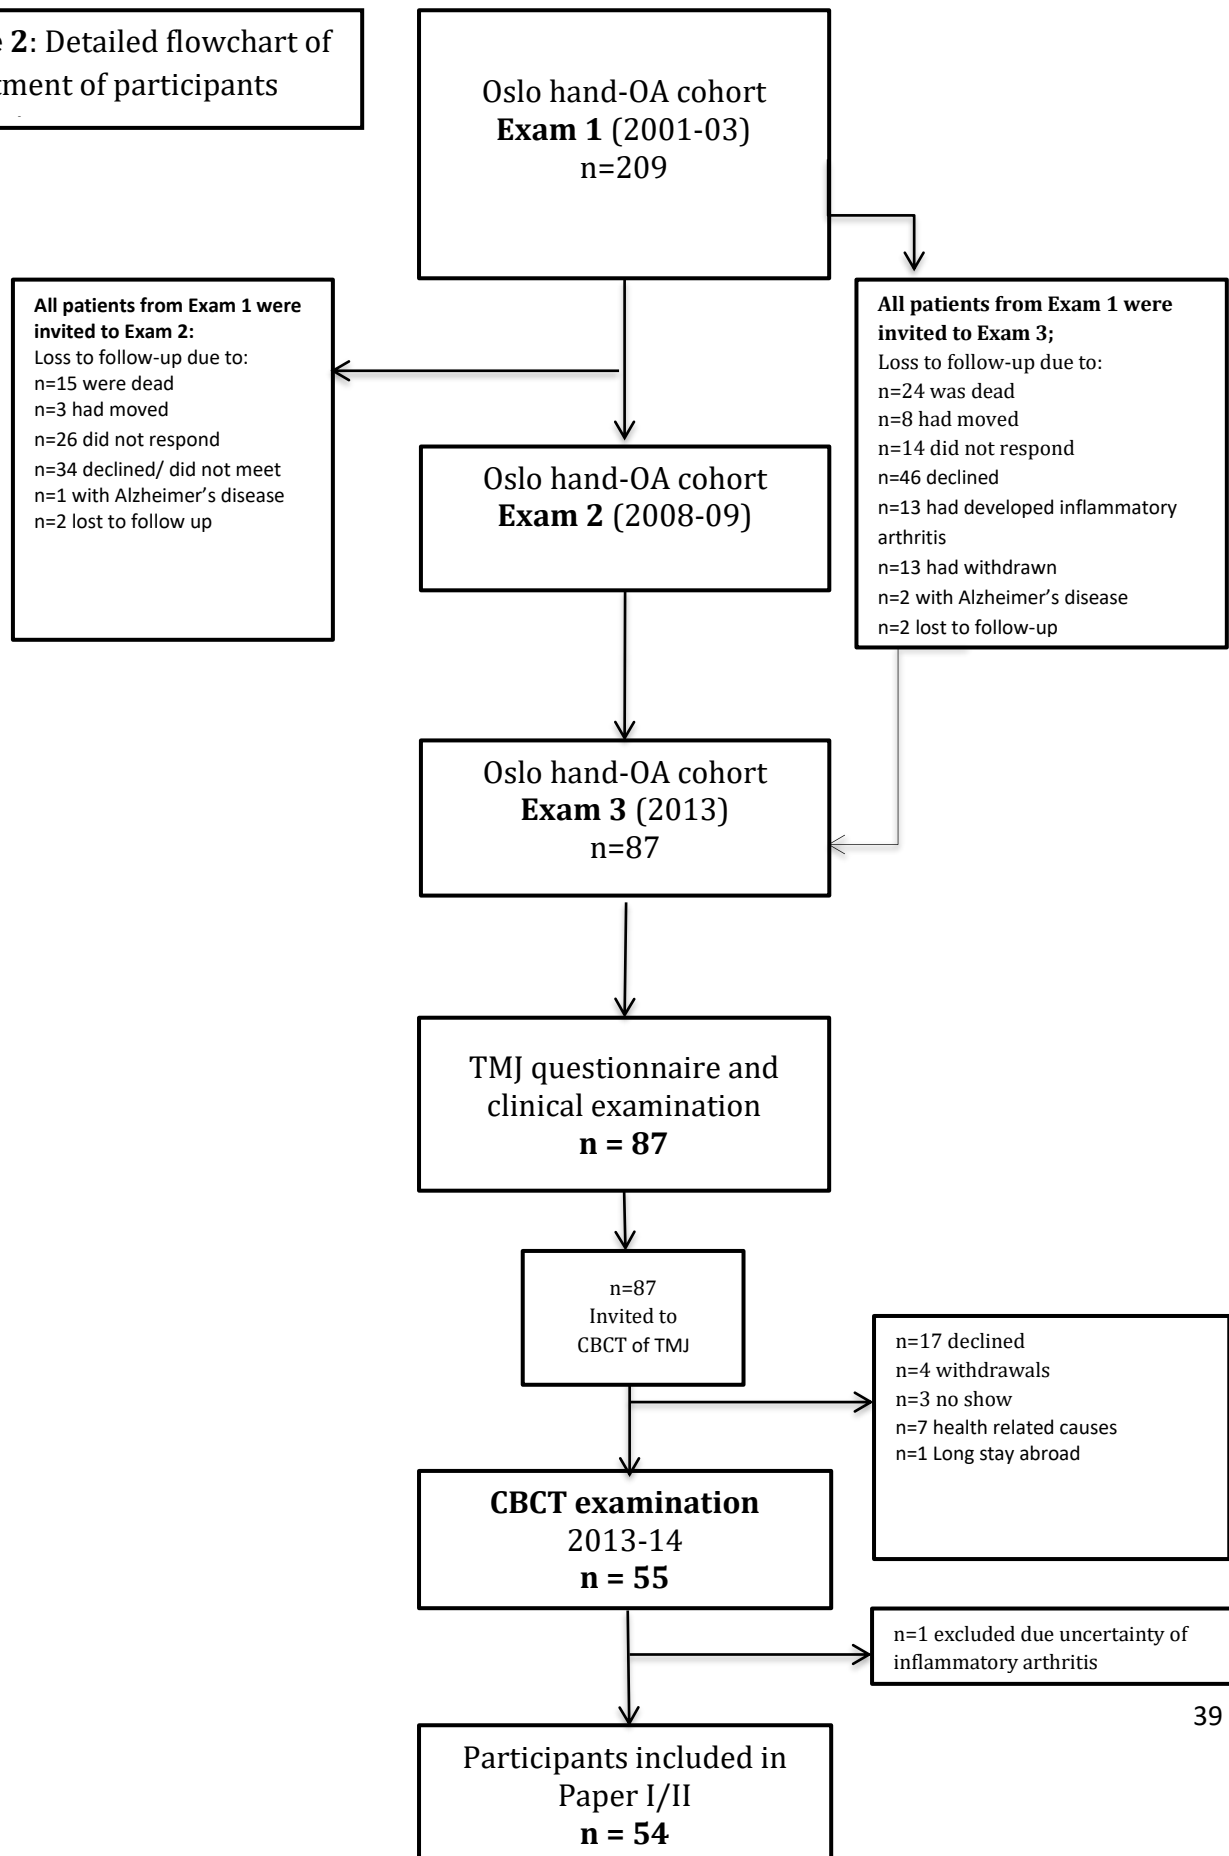 2: Detailed flowchart of
of participants
Oslo hand-OA cohort
Exam 1 (2001-03)
n=209
All patients from Exam 1 were
invited to Exam 2:
Loss to follow-up due to:
n=15 were dead
n=3 had moved
n=26 did not respond
n=34 declined/ did not meet
n=1 with Alzheimer's disease
n=2 lost to follow up
All patients from Exam 1 were
invited to Exam 3;
Loss to follow-up due to:
n=24 was dead
n=8 had moved
n=14 did not respond
n=46 declined
n=13 had developed inflammatory
arthritis
n=13 had withdrawn
n=2 with Alzheimer's disease
n=2 lost to follow-up
Oslo hand-OA cohort
Exam 2 (2008-09)
Oslo hand-OA cohort
Exam 3 (2013)
n=87
TMJ questionnaire and
clinical examination
n = 87
n=87
Invited to
CBCT of TMJ
n=17 declined
n=4 withdrawals
n=3 no show
n=7 health related causes
n=1 Long stay abroad
CBCT examination
2013-14
n = 55
n=1 excluded due uncertainty of
inflammatory arthritis
39
Participants included in
Paper I/II
n = 54